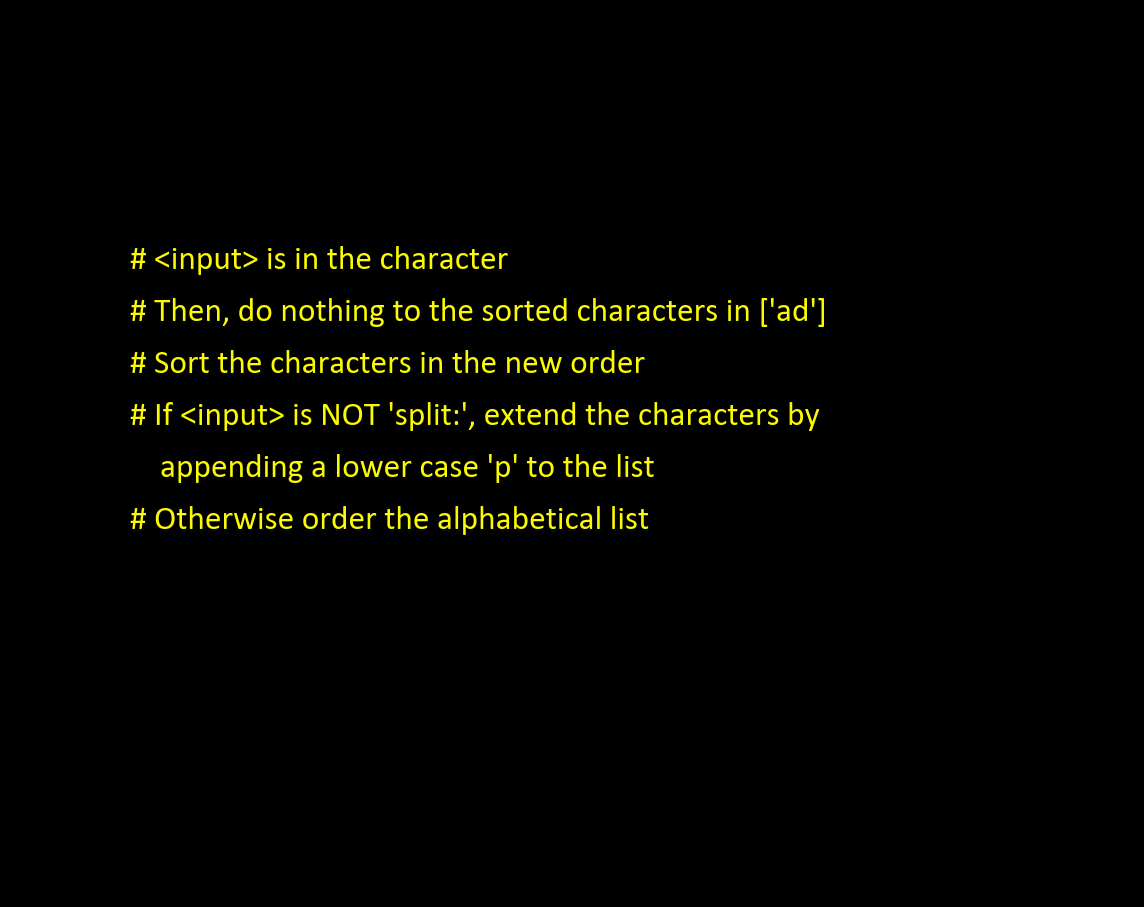 # <input> is in the character
# Then, do nothing to the sorted characters in ['ad']
# Sort the characters in the new order
# If <input> is NOT 'split:', extend the characters by
appending a lower case 'p' to the list
# Otherwise order the alphabetical list